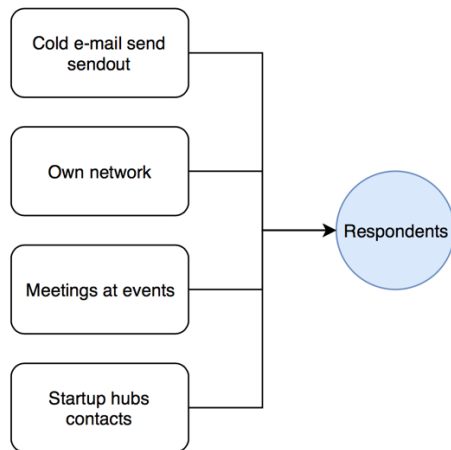 Cold e-mail send
sendout
Own network
Meetings at events
Startup hubs
contacts
Respondents